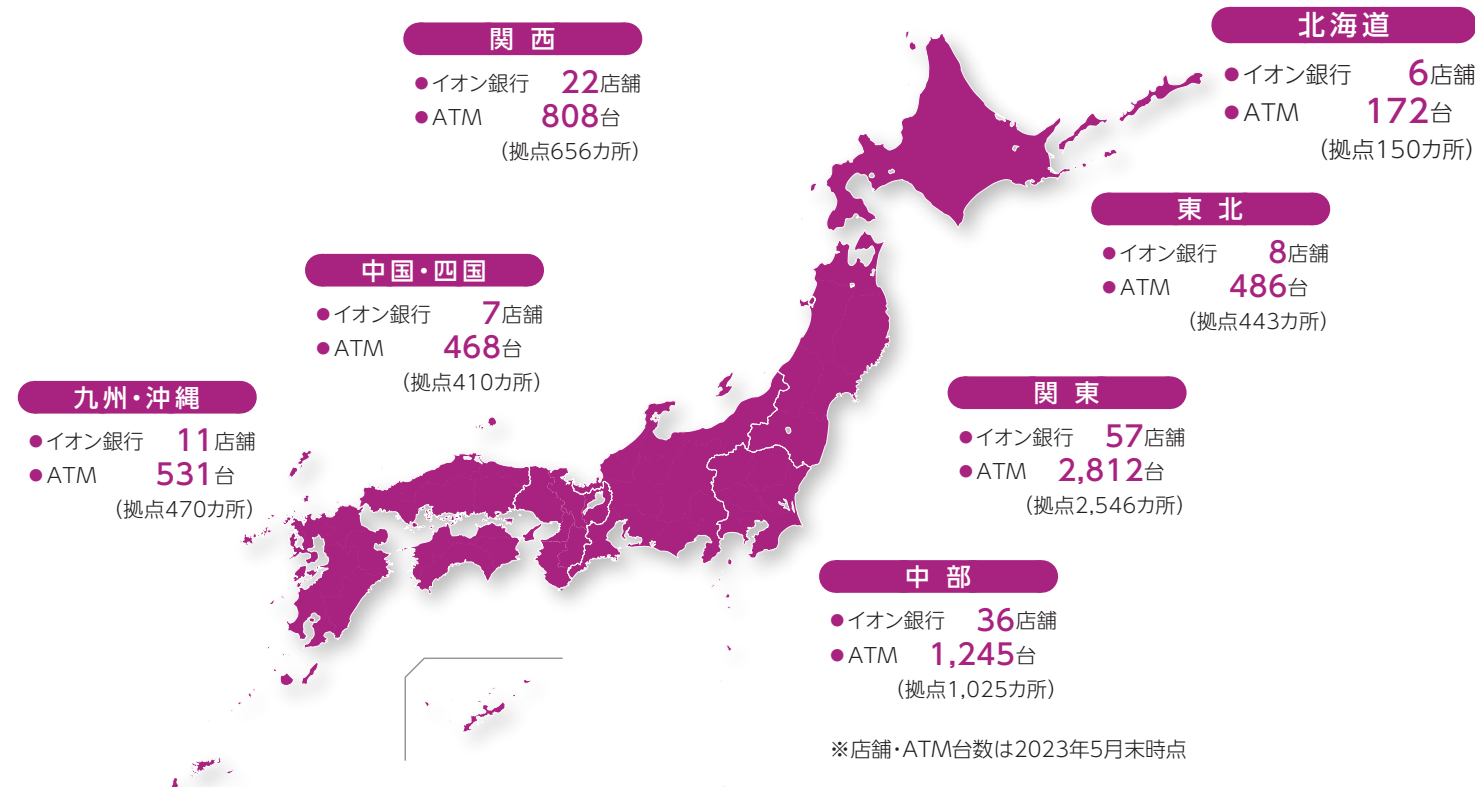 関 西
●イオン銀行 22店舗
●ATM 808台
(拠点656カ所)
北海道
●イオン銀行 6店舗
●ATM 172台
(拠点150カ所)
東 北
●イオン銀行 8店舗
●ATM 486台
(拠点443カ所)
中国・四国
●イオン銀行 7店舗
●ATM 468台
(拠点410カ所)
九州・沖縄
●イオン銀行 11店舗
●ATM 531台
(拠点470カ所)
関 東
●イオン銀行 57店舗
●ATM 2,812台
(拠点2,546カ所)
中 部
●イオン銀行 36店舗
●ATM 1,245台
(拠点1,025カ所)
※店舗・ATM台数は2023年5月末時点